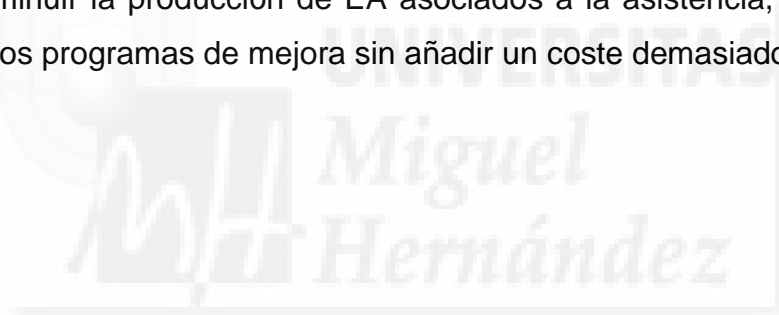 minuir la producción de EA asociados a la asistencia,
os programas de mejora sin añadir un coste demasiado
UNIVERSITAS
Miguel
Hernández